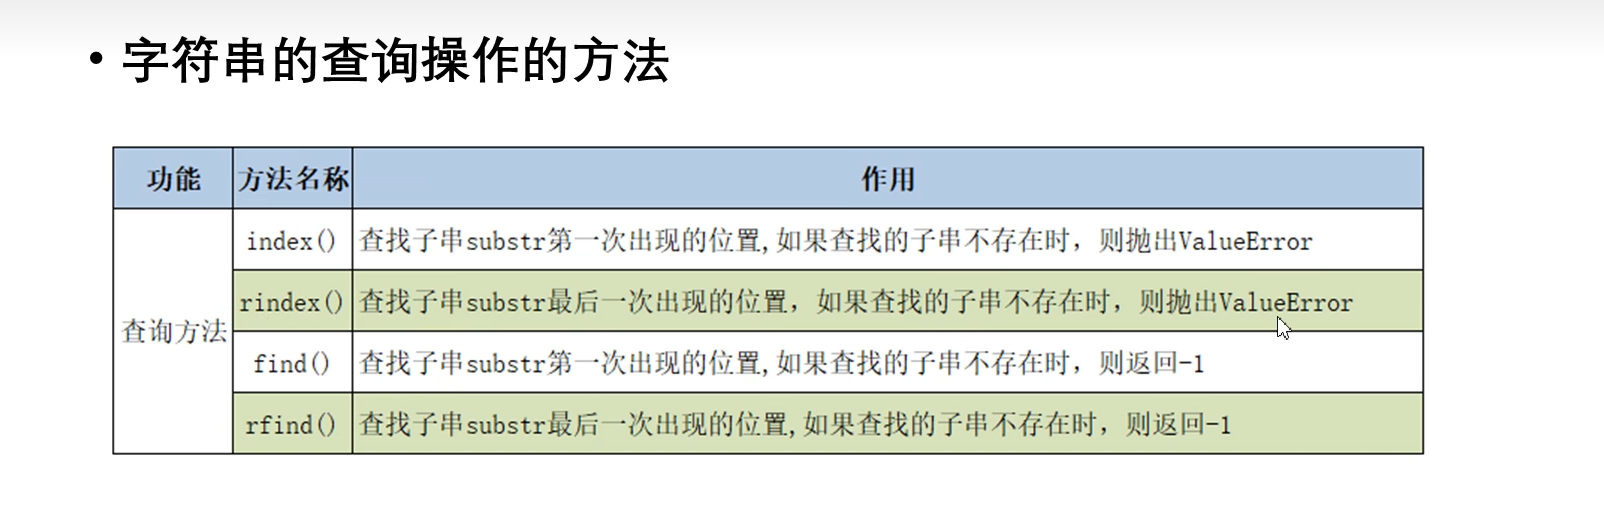 • 字符串的查询操作的方法
功能 方法名称 作用
查询方法
index() 查找子串substr第一次出现的位置,如果查找的子串不存在时，则抛出ValueError
rindex() 查找子串substr最后一次出现的位置，如果查找的子串不存在时，则抛出ValueError
find() 查找子串substr第一次出现的位置,如果查找的子串不存在时，则返回-1
rfind() 查找子串substr最后一次出现的位置,如果查找的子串不存在时，则返回-1